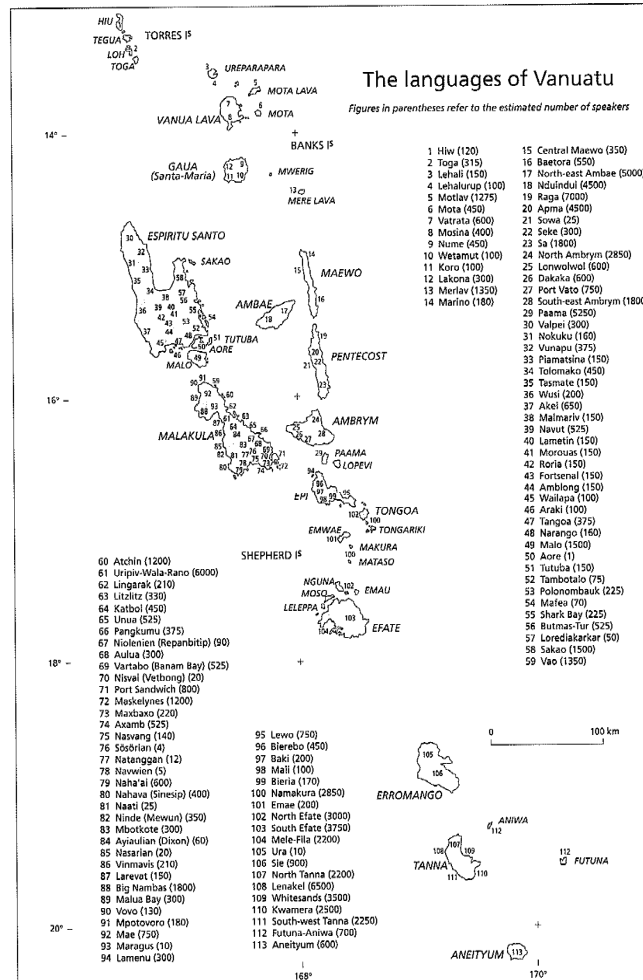 The languages of Vanuatu
Figures in parentheses refer to the estimated number of speakers
HIU
TEGUA
TORRES Iˢ
LOH
2
TOGA
3
UREPARAPARA
4
5
MOTA LAVA
7
6
MOTA
VANUA LAVA
8
14°
BANKS Iˢ
GAUA
(Santa-Maria)
12 9
11 10
MWERIG
13
MERE LAVA
ESPIRITU SANTO
SAKAO
MAEWO
AMBAE
TUTUBA
AORE
MALO
PENTECOST
16°
MALAKULA
AMBRYM
PAAMA
LOPEVI
EPI
TONGOA
TONGARIKI
EMWAE
MAKURA
SHEPHERD Iˢ
MATASO
NGUNA
MOSO
EMAU
LELEPPA
EFATE
18°
0 100 km
ERROMANGO
ANIWA
112
TANNA
112
FUTUNA
20°
ANEITYUM
113
168°
170°
1 Hiw (120)
2 Toga (315)
3 Lehali (150)
4 Lehalurup (100)
5 Motlav (1275)
6 Mota (450)
7 Vatrata (600)
8 Mosina (400)
9 Nume (450)
10 Wetamut (100)
11 Koro (100)
12 Lakona (300)
13 Merlav (1350)
14 Marino (180)
15 Central Maewo (350)
16 Baetora (550)
17 North-east Ambae (5000)
18 Nduindui (4500)
19 Raga (7000)
20 Apma (4500)
21 Sowa (25)
22 Seke (300)
23 Sa (1800)
24 North Ambrym (2850)
25 Lonwolwol (600)
26 Dakaka (600)
27 Port Vato (750)
28 South-east Ambrym (1800)
29 Paama (5250)
30 Valpei (300)
31 Nokuku (160)
32 Vunapu (375)
33 Piamatsina (150)
34 Tolomako (450)
35 Tasmate (150)
36 Wusi (200)
37 Akei (650)
38 Malmariv (150)
39 Navut (525)
40 Lametin (150)
41 Morouas (150)
42 Roria (150)
43 Fortsenal (150)
44 Amblong (150)
45 Wailapa (100)
46 Araki (100)
47 Tangoa (375)
48 Narango (160)
49 Malo (1500)
50 Aore (1)
51 Tutuba (150)
52 Tambotalo (75)
53 Polonombauk (225)
54 Mafea (70)
55 Shark Bay (225)
56 Butmas-Tur (525)
57 Lorediakarkar (50)
58 Sakao (1500)
59 Vao (1350)
60 Atchin (1200)
61 Uripiv-Wala-Rano (6000)
62 Lingarak (210)
63 Litzlitz (330)
64 Katbol (450)
65 Unua (525)
66 Pangkumu (375)
67 Niolenien (Repanbitip) (90)
68 Aulua (300)
69 Vartabo (Banam Bay) (525)
70 Nisvai (Vetbong) (20)
71 Port Sandwich (800)
72 Maskelynes (1200)
73 Maxbaxo (220)
74 Axamb (525)
75 Nasvang (140)
76 Sösörian (4)
77 Natanggan (12)
78 Navwien (5)
79 Naha'ai (600)
80 Nahava (Sinesip) (400)
81 Naati (25)
82 Ninde (Mewun) (350)
83 Mbotkote (300)
84 Ayiaulian (Dixon) (60)
85 Nasarian (20)
86 Vinmavis (210)
87 Larevat (150)
88 Big Nambas (1800)
89 Malua Bay (300)
90 Vovo (130)
91 Mpotovoro (180)
92 Mae (750)
93 Maragus (10)
94 Lamenu (300)
95 Lewo (750)
96 Bierebo (450)
97 Baki (200)
98 Maii (100)
99 Bieria (170)
100 Namakura (2850)
101 Emae (200)
102 North Efate (3000)
103 South Efate (3750)
104 Mele-Fila (2200)
105 Ura (10)
106 Sie (900)
107 North Tanna (2200)
108 Lenakel (6500)
109 Whitesands (3500)
110 Kwamera (2500)
111 South-west Tanna (2250)
112 Futuna-Aniwa (700)
113 Aneityum (600)